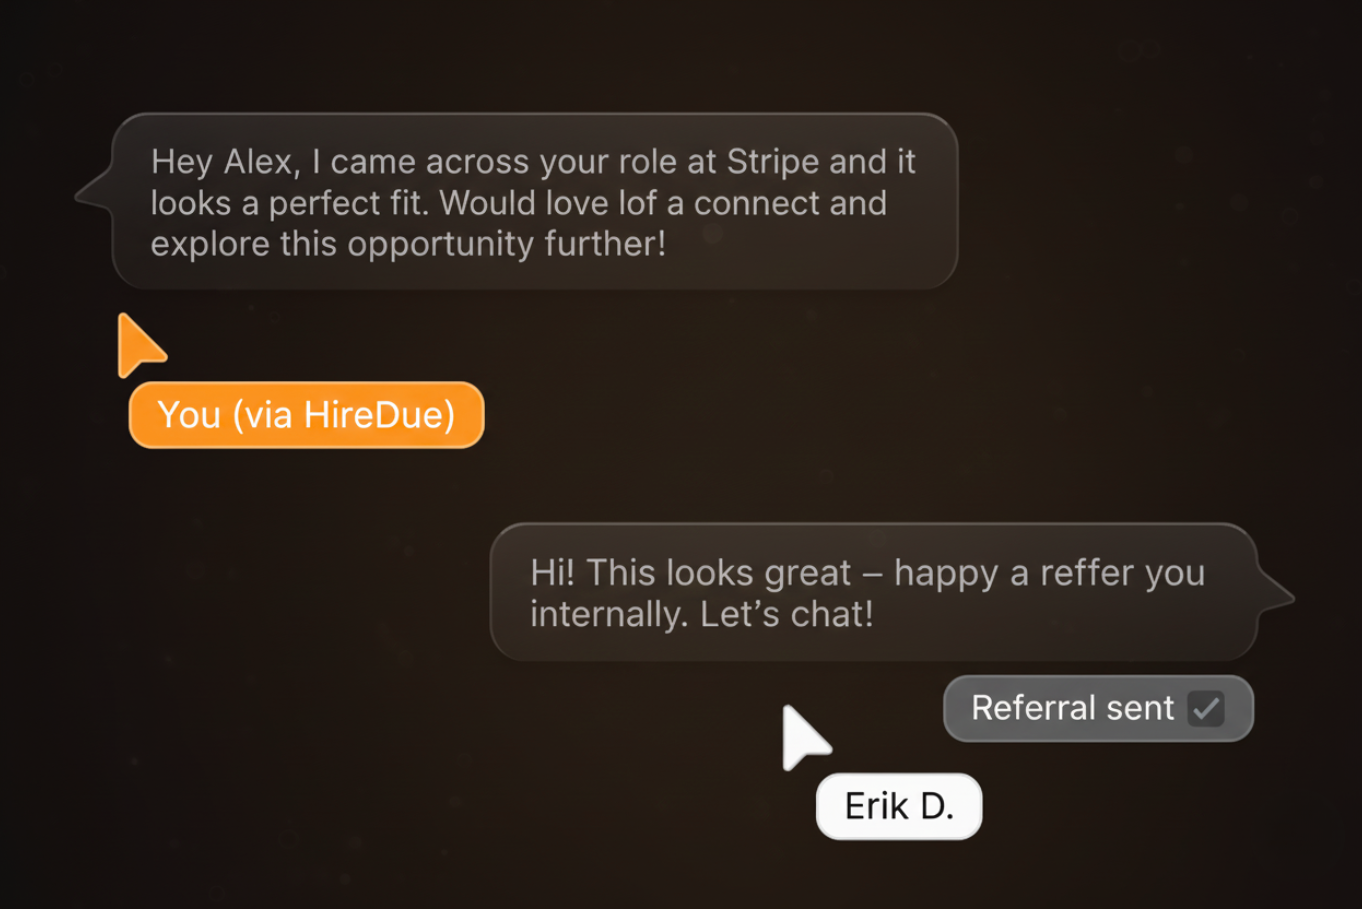 Hey Alex, I came across your role at Stripe and it
looks a perfect fit. Would love lof a connect and
explore this opportunity further!
You (via HireDue)
Hi! This looks great – happy a reffer you
internally. Let’s chat!
Referral sent
Erik D.